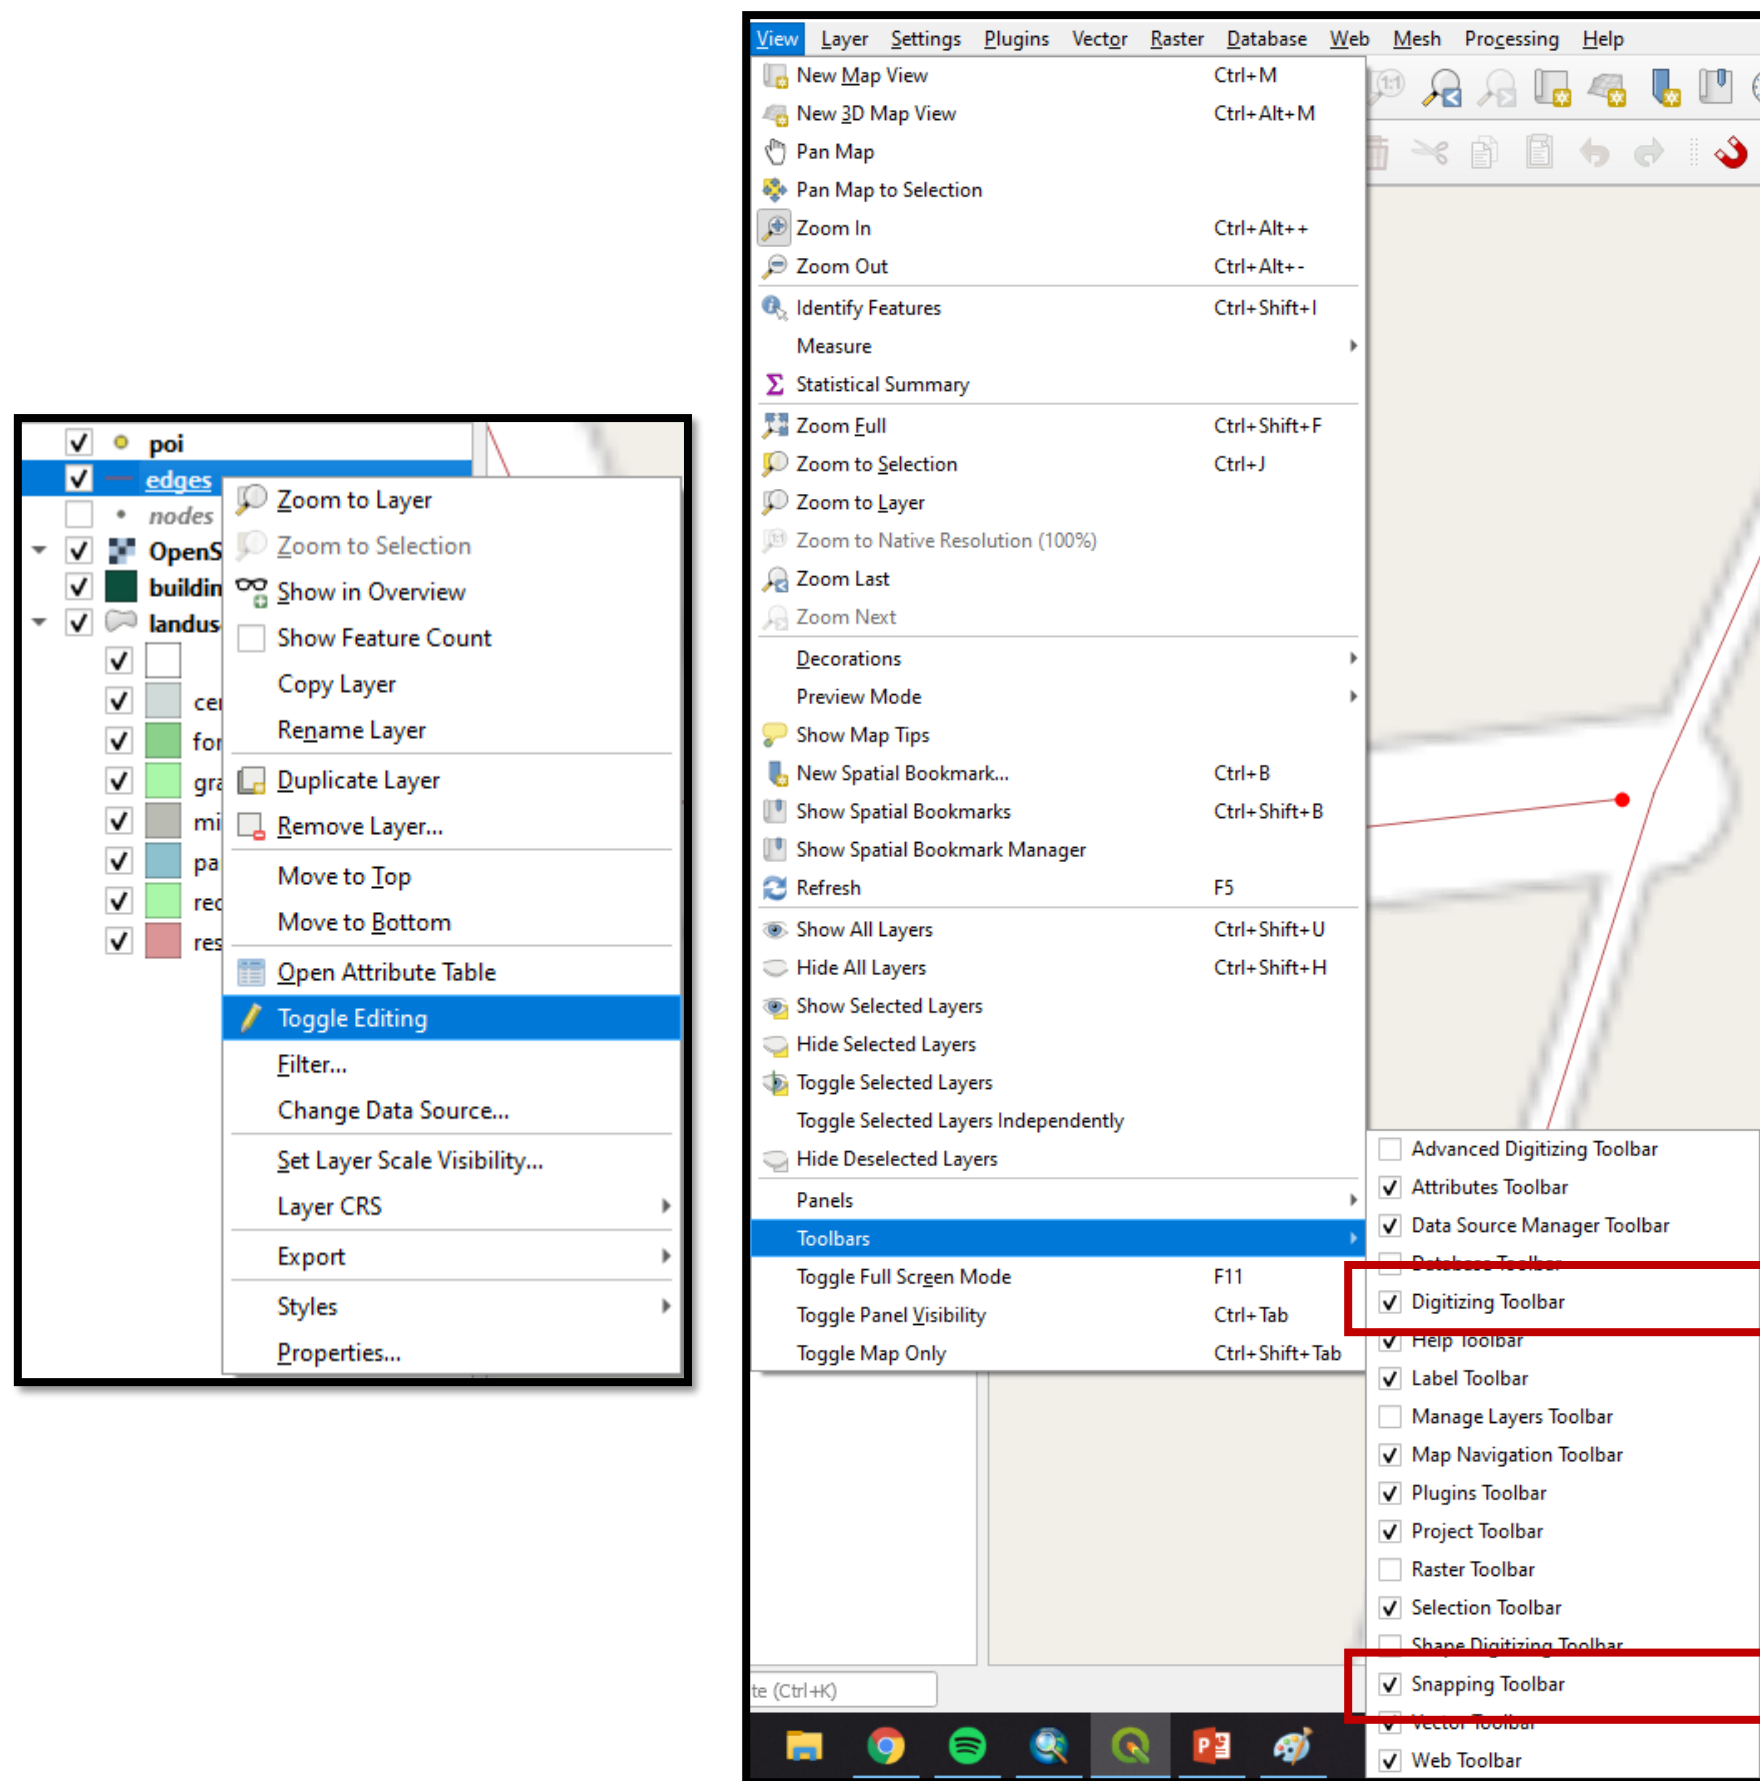 poi
edges
nodes
OpenS
buildin
landus
cer
for
gra
mi
pa
rec
res
Zoom to Layer
Zoom to Selection
Show in Overview
Show Feature Count
Copy Layer
Rename Layer
Duplicate Layer
Remove Layer...
Move to Top
Move to Bottom
Open Attribute Table
Toggle Editing
Filter...
Change Data Source...
Set Layer Scale Visibility...
Layer CRS
Export
Styles
Properties...
View Layer Settings Plugins Vector Raster Database Web Mesh Processing Help
New Map View Ctrl+M
New 3D Map View Ctrl+Alt+M
Pan Map
Pan Map to Selection
Zoom In Ctrl+Alt++
Zoom Out Ctrl+Alt+-
Identify Features Ctrl+Shift+I
Measure
Statistical Summary
Zoom Full Ctrl+Shift+F
Zoom to Selection Ctrl+J
Zoom to Layer
Zoom to Native Resolution (100%)
Zoom Last
Zoom Next
Decorations
Preview Mode
Show Map Tips
New Spatial Bookmark... Ctrl+B
Show Spatial Bookmarks Ctrl+Shift+B
Show Spatial Bookmark Manager
Refresh F5
Show All Layers Ctrl+Shift+U
Hide All Layers Ctrl+Shift+H
Show Selected Layers
Hide Selected Layers
Toggle Selected Layers
Toggle Selected Layers Independently
Hide Deselected Layers
Panels
Toolbars
Toggle Full Screen Mode F11
Toggle Panel Visibility Ctrl+Tab
Toggle Map Only Ctrl+Shift+Tab
Advanced Digitizing Toolbar
Attributes Toolbar
Data Source Manager Toolbar
Database Toolbar
Digitizing Toolbar
Help Toolbar
Label Toolbar
Manage Layers Toolbar
Map Navigation Toolbar
Plugins Toolbar
Project Toolbar
Raster Toolbar
Selection Toolbar
Shape Digitizing Toolbar
Snapping Toolbar
Vector Toolbar
Web Toolbar
te (Ctrl+K)
1:1